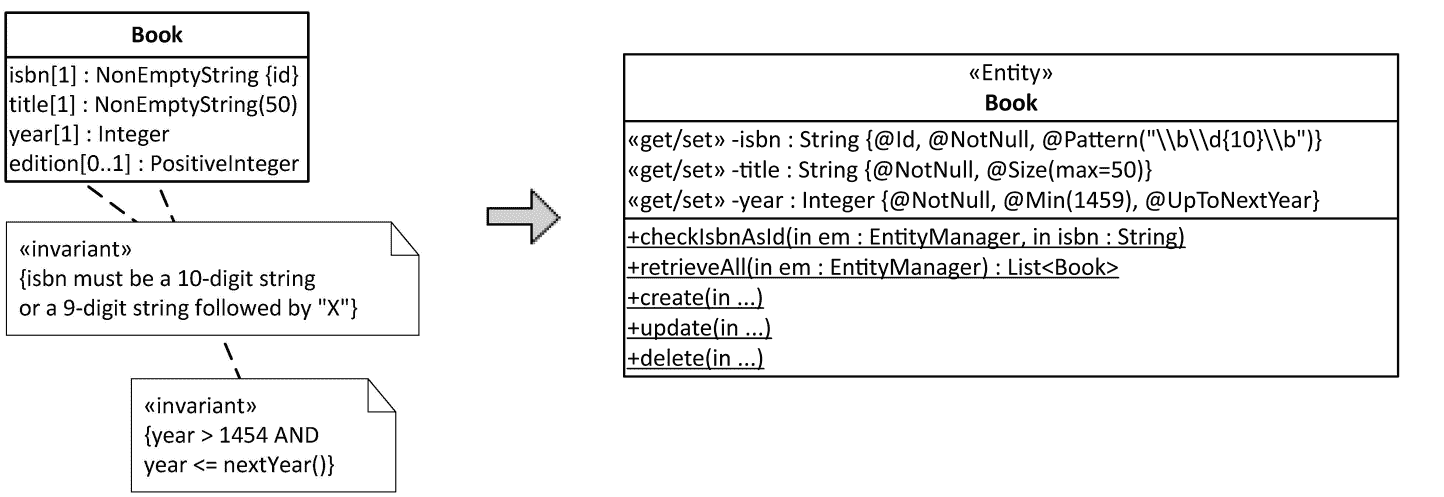 Book
isbn[1] : NonEmptyString {id}
title[1] : NonEmptyString(50)
year[1] : Integer
edition[0..1] : PositiveInteger
«invariant»
{isbn must be a 10-digit string
or a 9-digit string followed by "X"}
«invariant»
{year > 1454 AND
year <= nextYear()}
«Entity»
Book
«get/set» -isbn : String {@Id, @NotNull, @Pattern("\\b\\d{10}\\b")}
«get/set» -title : String {@NotNull, @Size(max=50)}
«get/set» -year : Integer {@NotNull, @Min(1459), @UpToNextYear}
+checkIsbnAsId(in em : EntityManager, in isbn : String)
+retrieveAll(in em : EntityManager) : List<Book>
+create(in ...)
+update(in ...)
+delete(in ...)